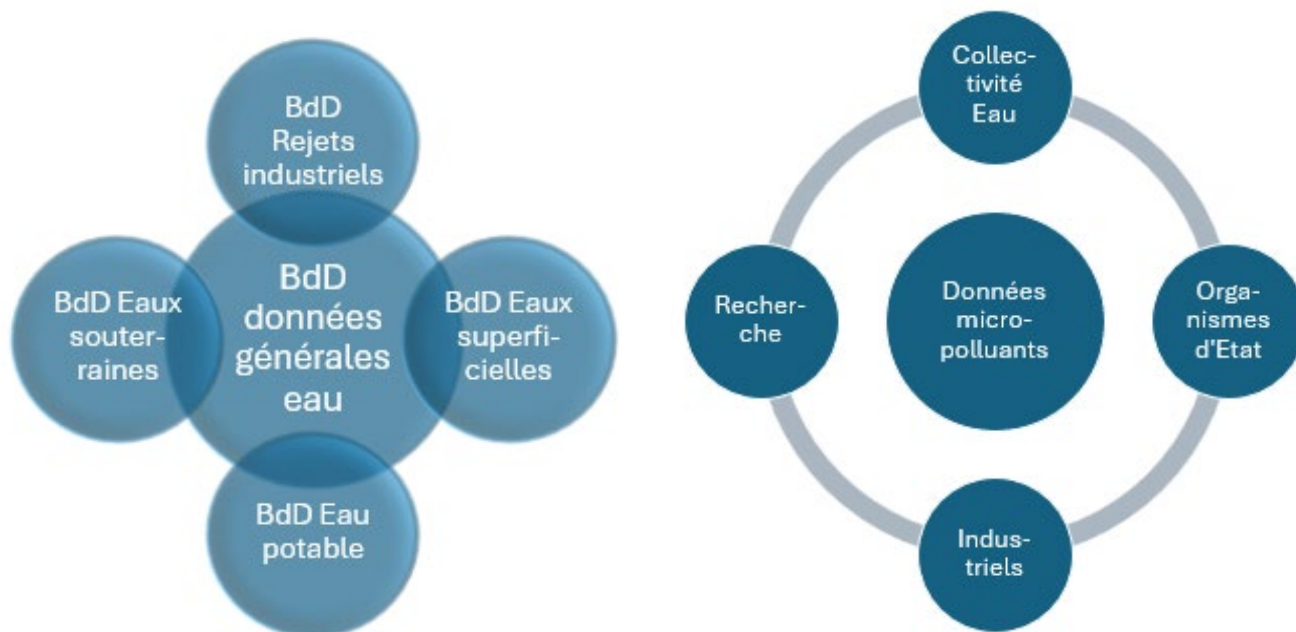 BdD
Rejets
industriels
BdD Eaux
souter-
raines
BdD
données
générales
eau
BdD Eaux
superfi-
cielles
BdD Eau
potable
Collec-
tivité
Eau
Recher-
che
Données
micro-
polluants
Orga-
nismes
d'Etat
Indus-
triels